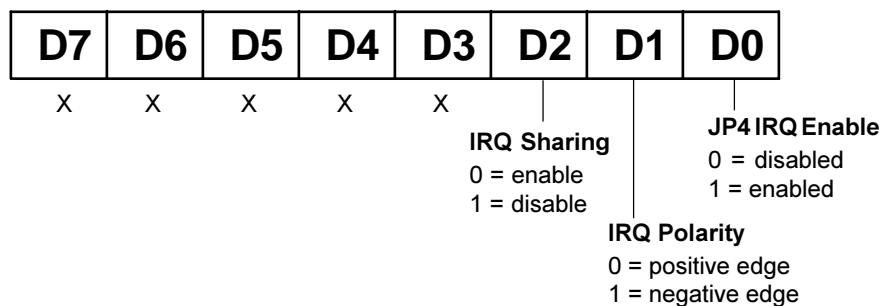 D7 D6 D5 D4 D3 D2 D1 D0
X X X X X
IRQ Sharing
0 = enable
1 = disable
JP4 IRQ Enable
0 = disabled
1 = enabled
IRQ Polarity
0 = positive edge
1 = negative edge